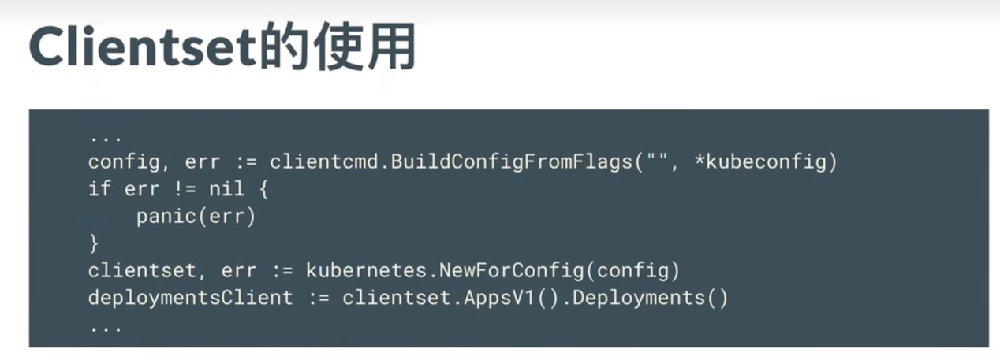 Clientset的使用
...
config, err := clientcmd.BuildConfigFromFlags("", *kubeconfig)
if err != nil {
    panic(err)
}
clientset, err := kubernetes.NewForConfig(config)
deploymentsClient := clientset.AppsV1().Deployments()
...